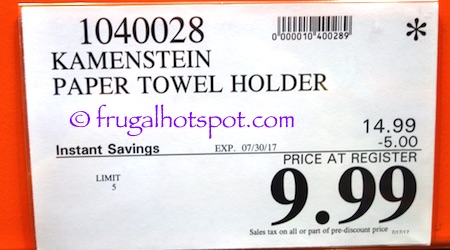 1040028
0000010400289
*
KAMENSTEIN
PAPER TOWEL HOLDER
© frugalhotspot.com
14.99
Instant Savings EXP. 07/30/17 -5.00
PRICE AT REGISTER
LIMIT
5
9.99
Sales tax on all or part of pre-discount price